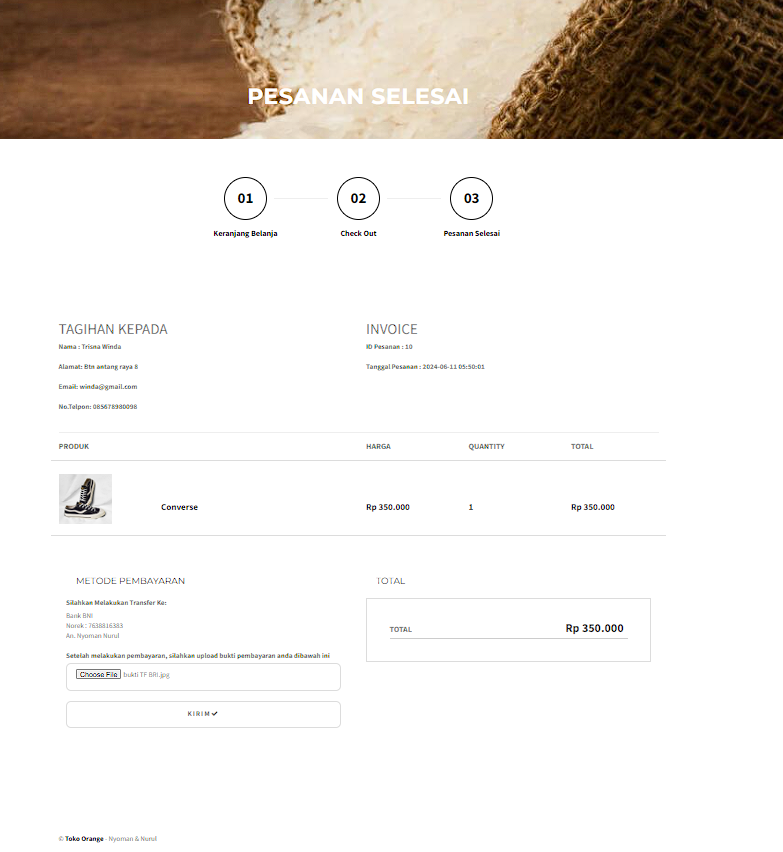 PESANAN SELESAI
01 02 03
Keranjang Belanja Check Out Pesanan Selesai
TAGIHAN KEPADA
Nama : Trisna Winda
Alamat: Btn antang raya 8
Email: winda@gmail.com
No.Telpon: 085678980098
INVOICE
ID Pesanan : 10
Tanggal Pesanan : 2024-06-11 05:50:01
PRODUK HARGA QUANTITY TOTAL
Converse Rp 350.000 1 Rp 350.000
METODE PEMBAYARAN
Silahkan Melakukan Transfer Ke:
Bank BNI
Norek : 7638816383
An. Nyoman Nurul
Setelah melakukan pembayaran, silahkan upload bukti pembayaran anda dibawah ini
Choose File bukti TF BRI.jpg
KIRIM
TOTAL
TOTAL Rp 350.000
© Toko Orange - Nyoman & Nurul